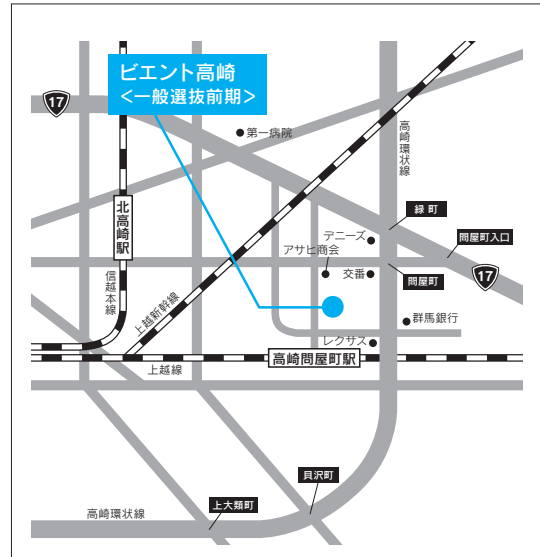 ビエント高崎
<一般選抜前期>
17
第一病院
高崎環状線
緑町
北高崎駅
デニーズ
問屋町入口
アサヒ商会
交番
問屋町
17
信越本線
上越新幹線
群馬銀行
レクサス
高崎問屋町駅
上越線
貝沢町
上大類町
高崎環状線